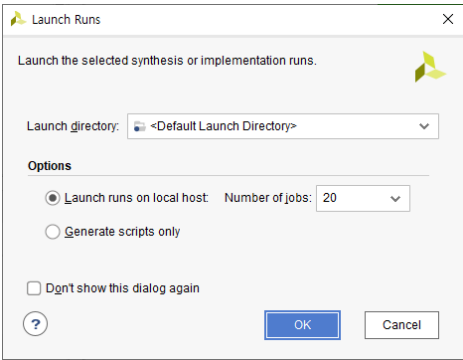 Launch Runs
Launch the selected synthesis or implementation runs.
Launch directory: <Default Launch Directory>
Options
Launch runs on local host: Number of jobs: 20
Generate scripts only
Don't show this dialog again
? OK Cancel